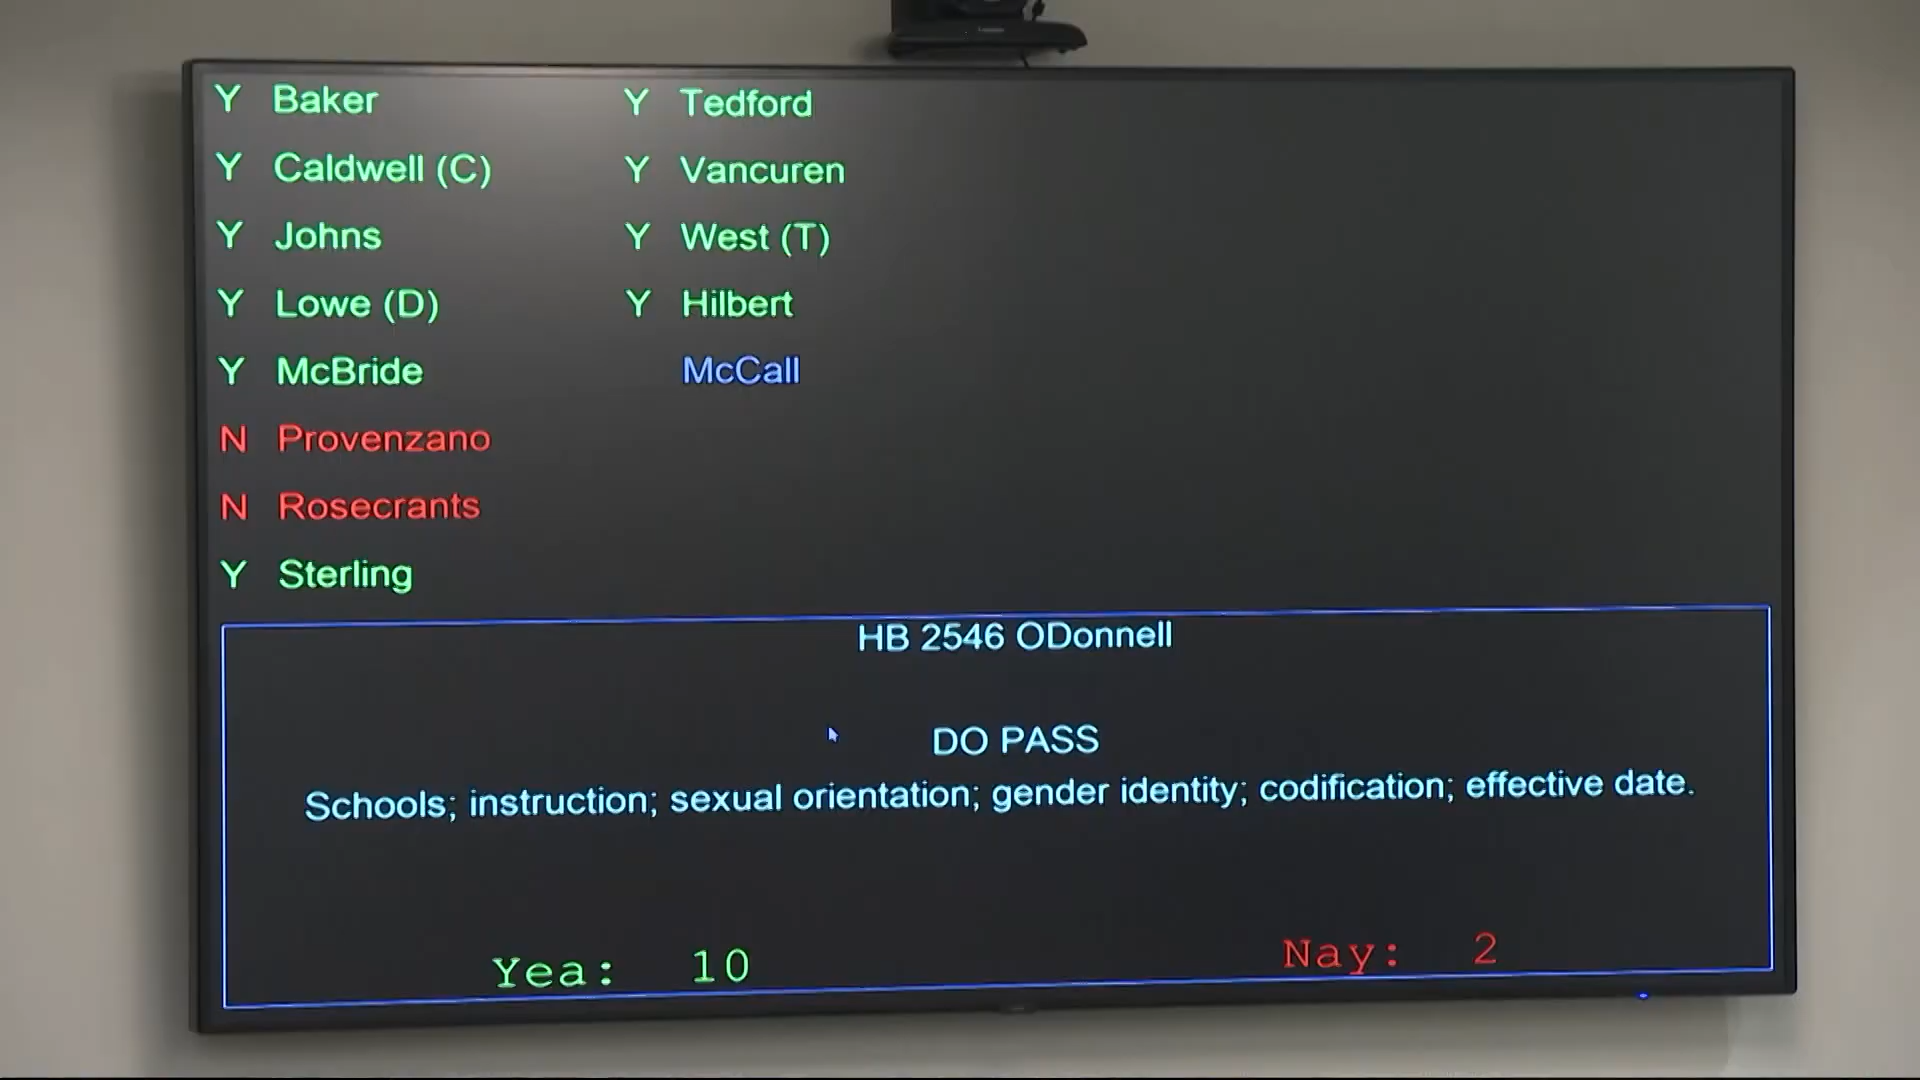 Y Baker
Y Caldwell (C)
Y Johns
Y Lowe (D)
Y McBride
N Provenzano
N Rosecrants
Y Sterling
Y Tedford
Y Vancuren
Y West (T)
Y Hilbert
McCall
HB 2546 ODonnell
DO PASS
Schools; instruction; sexual orientation; gender identity; codification; effective date.
Yea: 10
Nay: 2